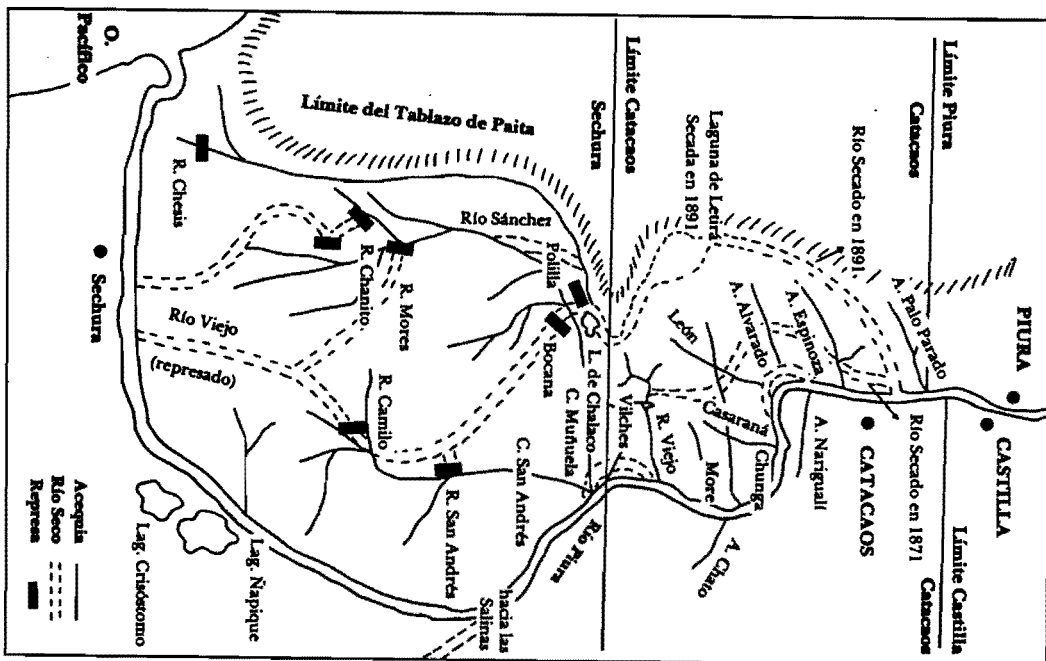 O.
Pacífico
Límite del Tablazo de Paita
Límite Catacaos
Sechura
Límite Piura
Catacaos
Laguna de Letirá
Secada en 1891
Río Secado en 1891
A. Palo Parado
PIURA
CASTILLA
Límite Castilla
Catacaos
Río Secado en 1871
CATACAOS
A. Espinoza
A. Alvarado
León
A. Narigualí
Chunga
Casaraná
More
A. Chato
R. Viejo
Vilches
L. de Chalaco
C. Muñuela
Bocana
Polilla
Río Sánchez
R. Mores
R. Chanito
R. Chesis
Sechura
Río Viejo
(represado)
R. Camilo
C. San Andrés
R. San Andrés
Río Piura
hacia las
Salinas
Lag. Ñapique
Lag. Crisóstomo
Acequia
Río Seco
Represa